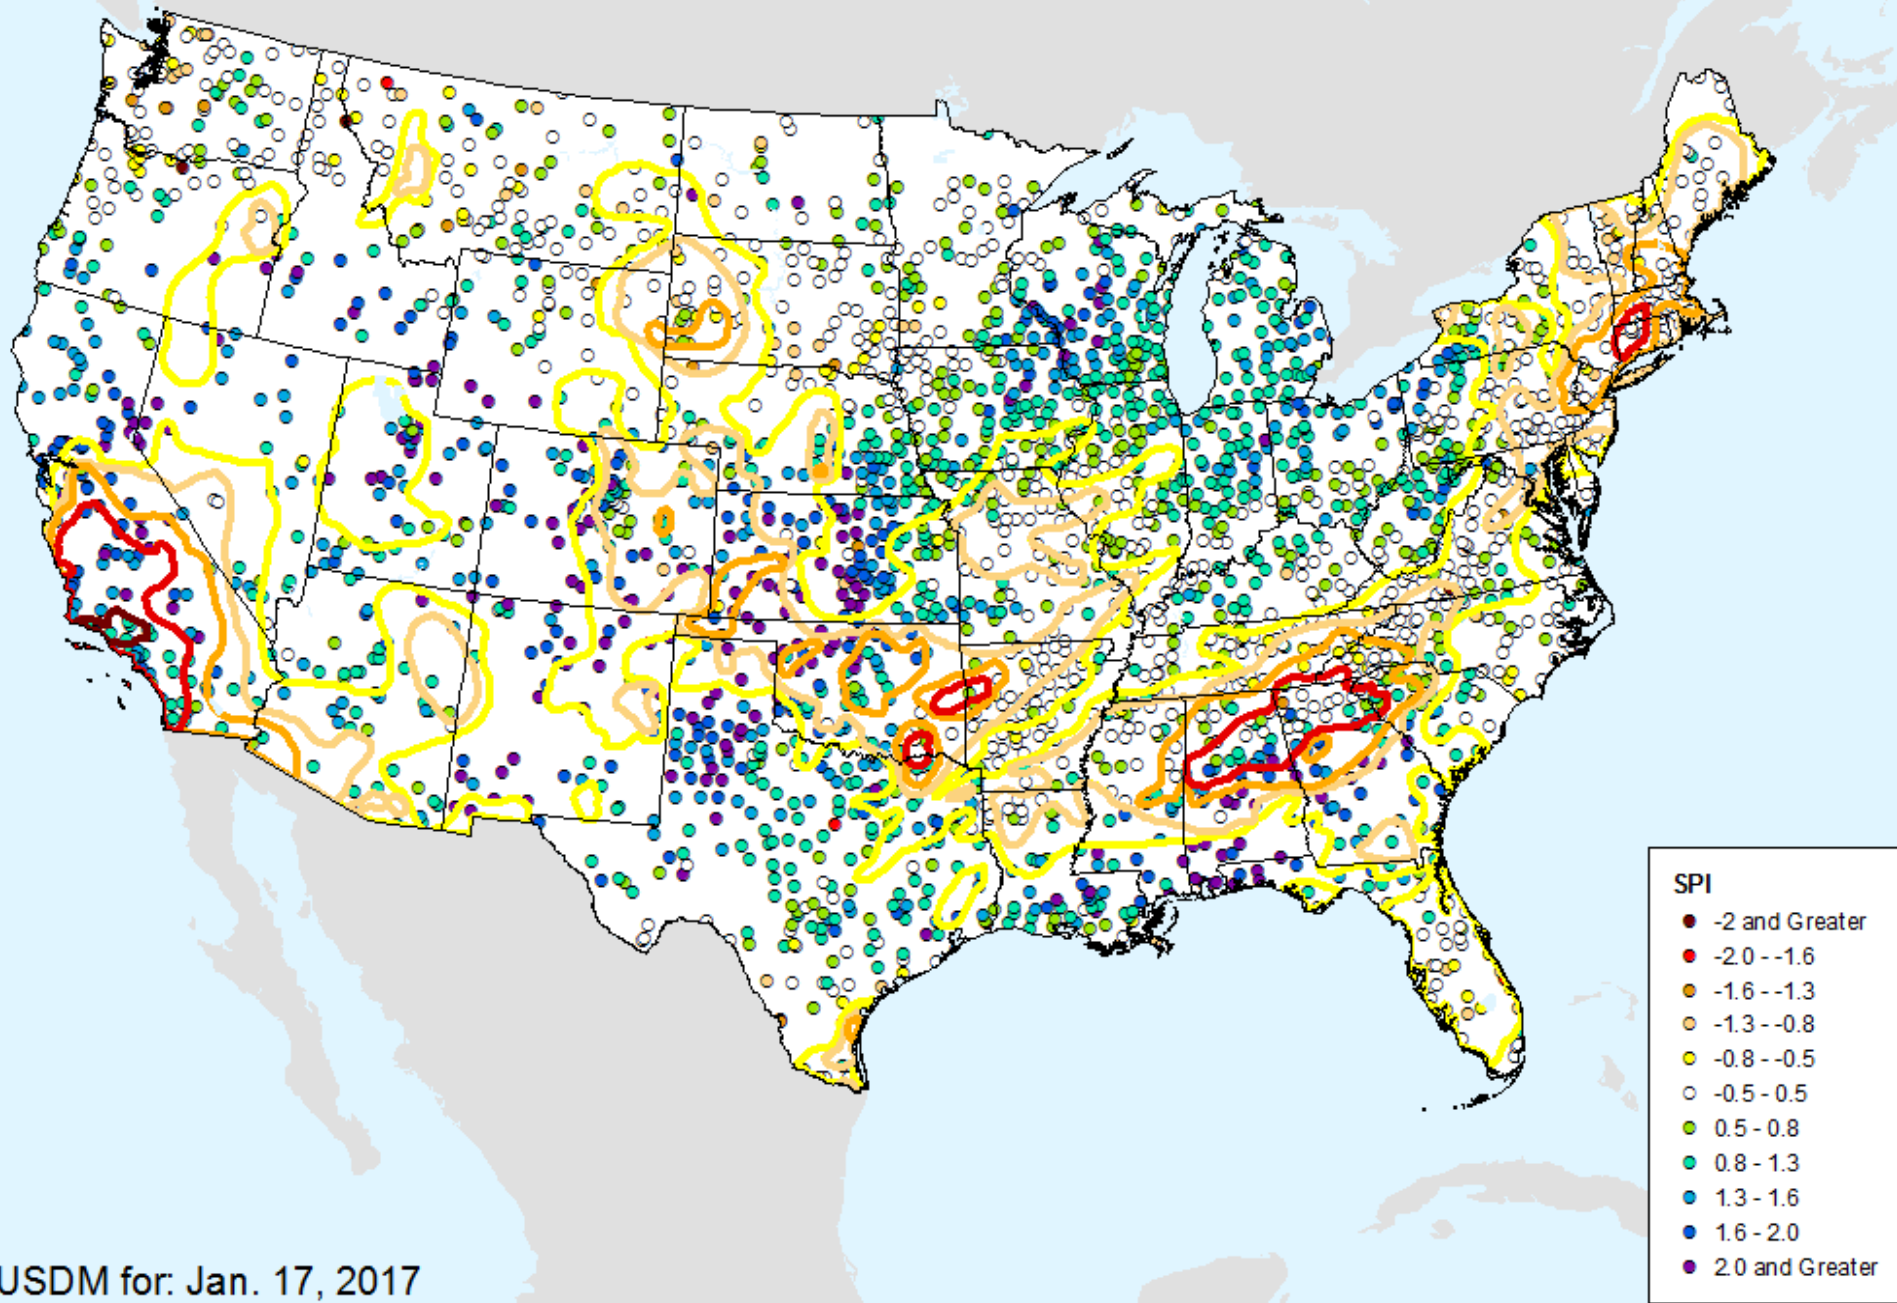 SPI
-2 and Greater
-2.0 - -1.6
-1.6 - -1.3
-1.3 - -0.8
-0.8 - -0.5
-0.5 - 0.5
0.5 - 0.8
0.8 - 1.3
1.3 - 1.6
1.6 - 2.0
2.0 and Greater
USDM for: Jan. 17, 2017